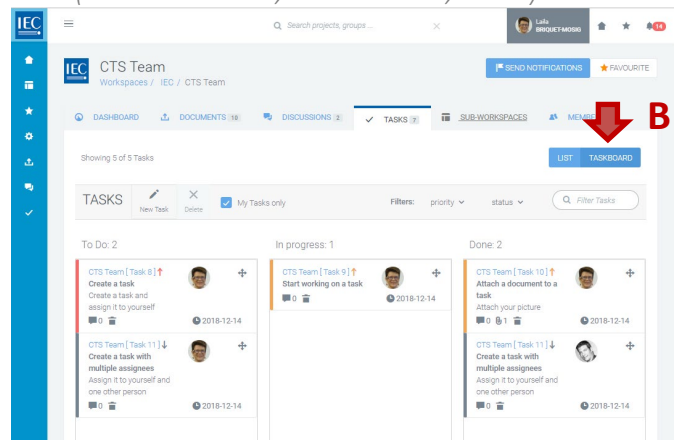 IEC
Search projects, groups ...
Laila
BRIQUET-MOSIG
14
IEC
CTS Team
Workspaces / IEC / CTS Team
SEND NOTIFICATIONS
FAVOURITE
B
DASHBOARD
DOCUMENTS 10
DISCUSSIONS 2
TASKS 7
SUB-WORKSPACES
Showing 5 of 5 Tasks
LIST
TASKBOARD
TASKS
New Task
Delete
My Tasks only
Filters:
priority
status
Filter Tasks
To Do: 2
In progress: 1
Done: 2
CTS Team [ Task 8 ]
Create a task
Create a task and
assign it to yourself
0
2018-12-14
CTS Team [ Task 11 ]
Create a task with
multiple assignees
Assign it to yourself and
one other person
0
2018-12-14
CTS Team [ Task 9 ]
Start working on a task
0
2018-12-14
CTS Team [ Task 10 ]
Attach a document to a
task
Attach your picture
0 1
2018-12-14
CTS Team [ Task 11 ]
Create a task with
multiple assignees
Assign it to yourself and
one other person
0
2018-12-14